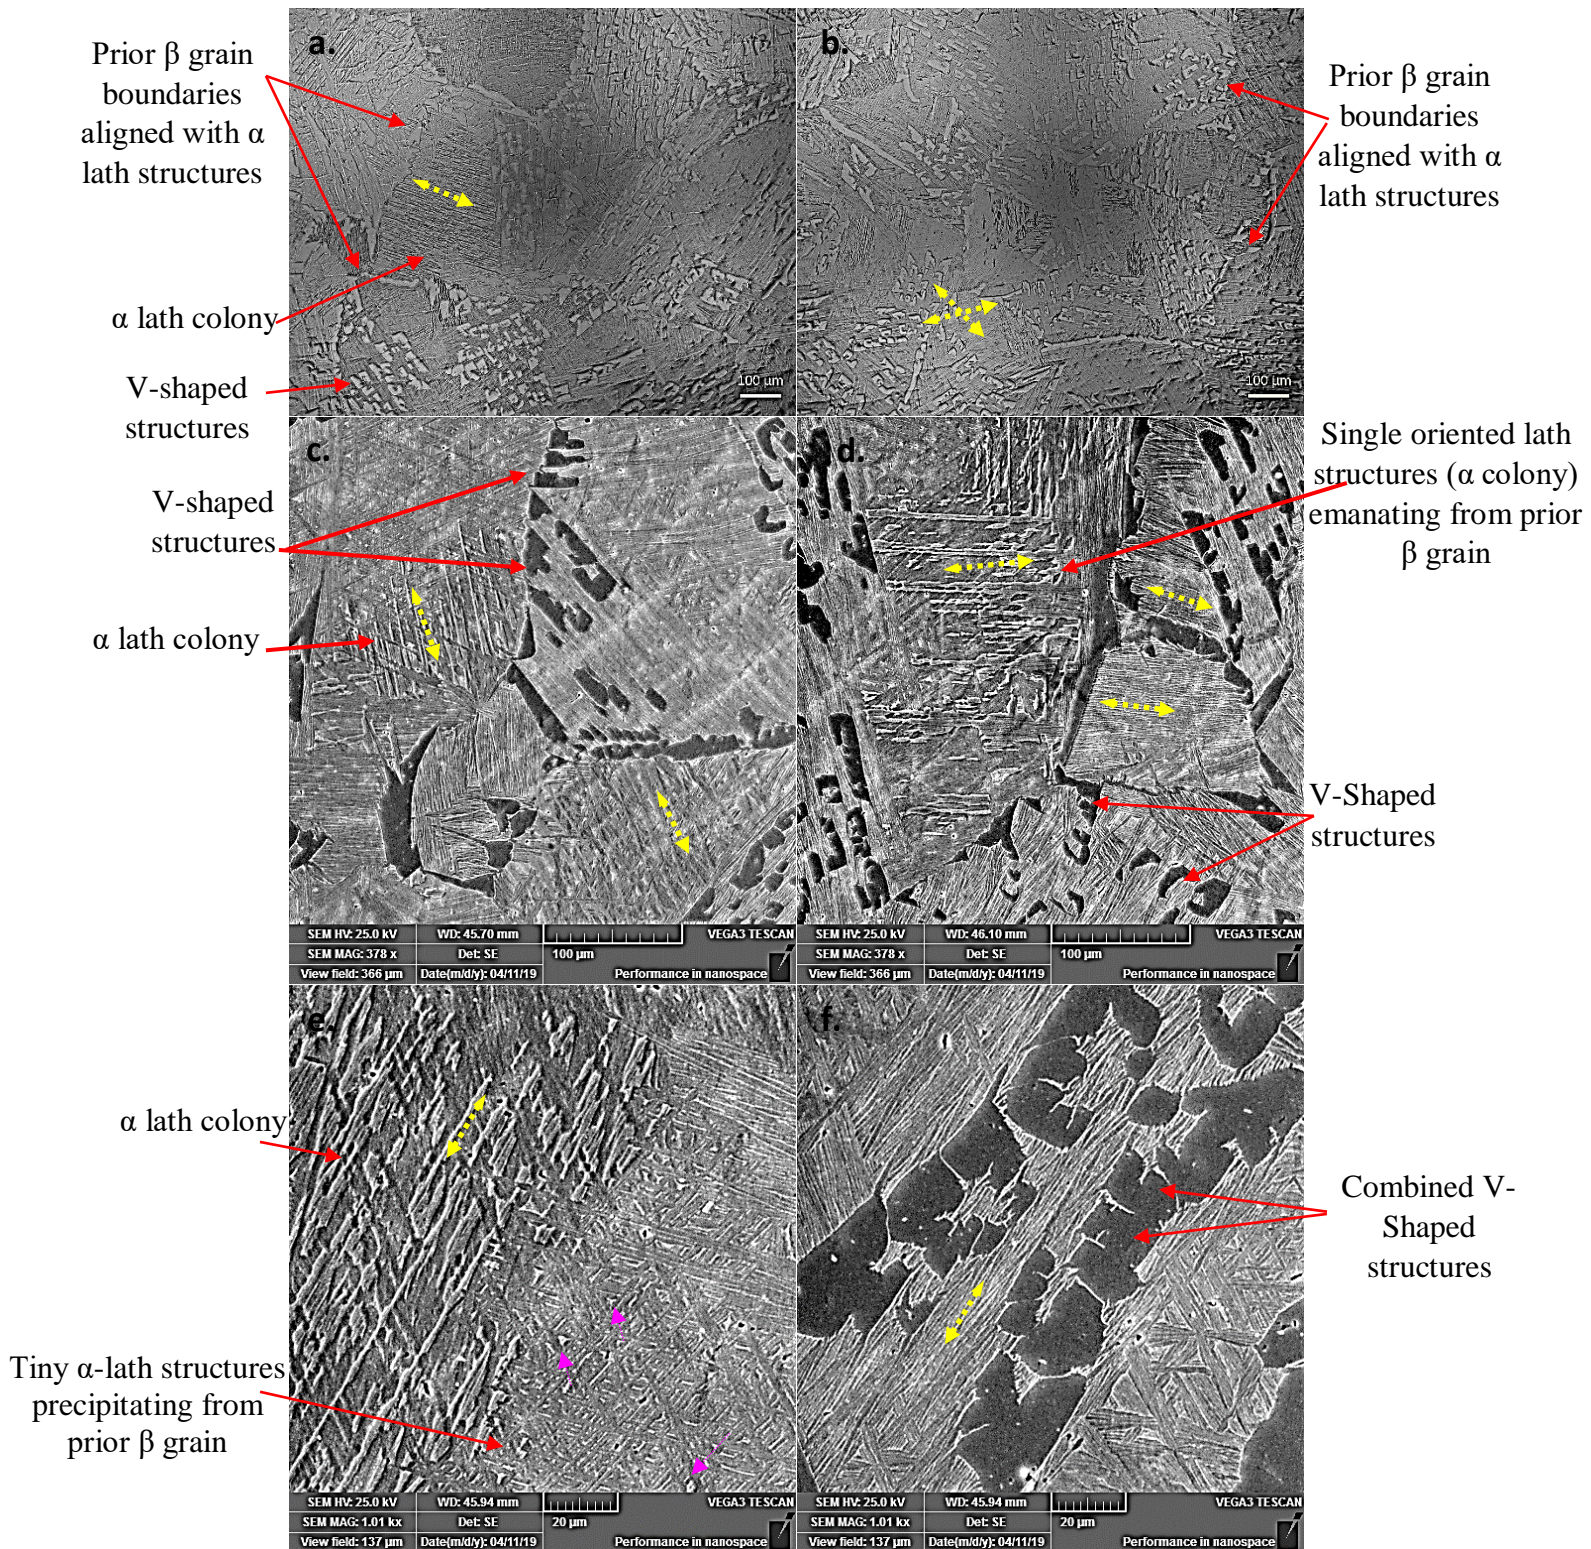 a.
b.
Prior β grain
boundaries
aligned with α
lath structures
Prior β grain
boundaries
aligned with α
lath structures
α lath colony
V-shaped
structures
100 µm
100 µm
c.
d.
V-shaped
structures
α lath colony
Single oriented lath
structures (α colony)
emanating from prior
β grain
V-Shaped
structures
SEM HV: 25.0 kV WD: 45.70 mm VEGA3 TESCAN
SEM MAG: 378 x Det: SE 100 µm
View field: 366 µm Date(m/d/y): 04/11/19 Performance in nanospace
SEM HV: 25.0 kV WD: 46.10 mm VEGA3 TESCAN
SEM MAG: 378 x Det: SE 100 µm
View field: 366 µm Date(m/d/y): 04/11/19 Performance in nanospace
e.
f.
α lath colony
Tiny α-lath structures
precipitating from
prior β grain
Combined V-
Shaped
structures
SEM HV: 25.0 kV WD: 45.94 mm VEGA3 TESCAN
SEM MAG: 1.01 kx Det: SE 20 µm
View field: 137 µm Date(m/d/y): 04/11/19 Performance in nanospace
SEM HV: 25.0 kV WD: 45.94 mm VEGA3 TESCAN
SEM MAG: 1.01 kx Det: SE 20 µm
View field: 137 µm Date(m/d/y): 04/11/19 Performance in nanospace